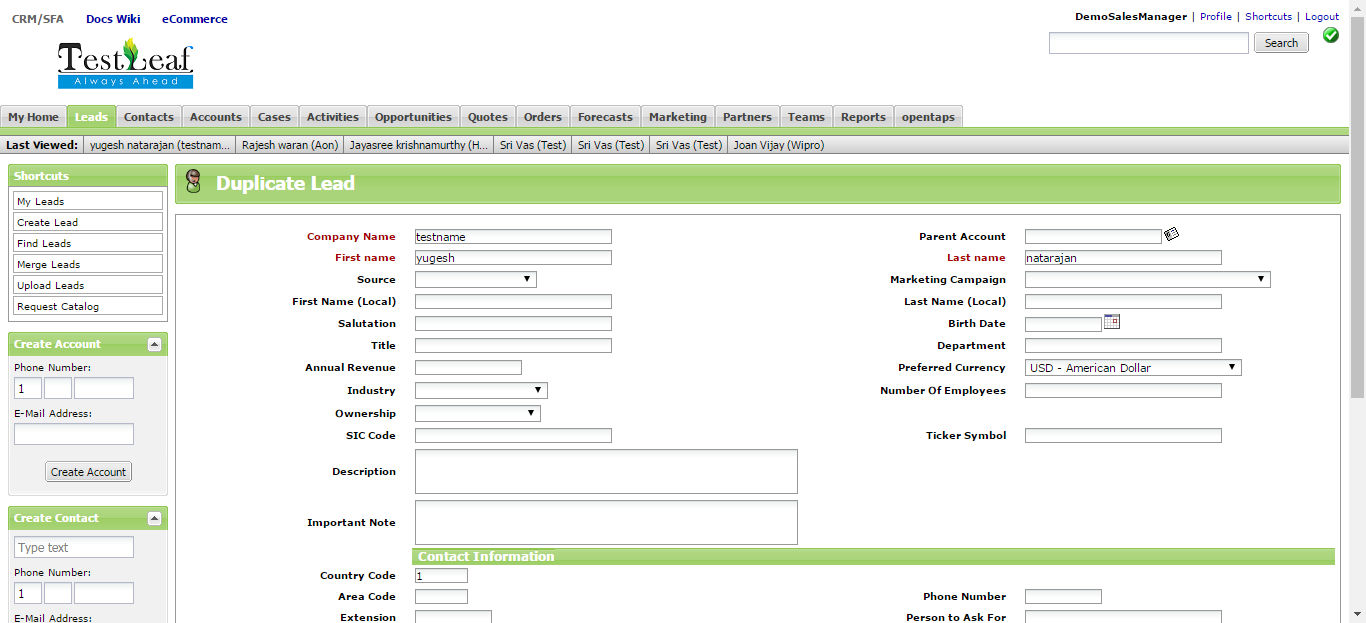 CRM/SFA Docs Wiki eCommerce
DemoSalesManager | Profile | Shortcuts | Logout
TestLeaf
Always Ahead
Search
My Home Leads Contacts Accounts Cases Activities Opportunities Quotes Orders Forecasts Marketing Partners Teams Reports opentaps
Last Viewed: yugesh natarajan (testnam... Rajesh waran (Aon) Jayasree krishnamurthy (H... Sri Vas (Test) Sri Vas (Test) Sri Vas (Test) Joan Vijay (Wipro)
Shortcuts
My Leads
Create Lead
Find Leads
Merge Leads
Upload Leads
Request Catalog
Create Account
Phone Number:
1
E-Mail Address:
Create Account
Create Contact
Type text
Phone Number:
1
E-Mail Address:
Duplicate Lead
Company Name testname Parent Account
First name yugesh Last name natarajan
Source Marketing Campaign
First Name (Local) Last Name (Local)
Salutation Birth Date
Title Department
Annual Revenue Preferred Currency USD - American Dollar
Industry Number Of Employees
Ownership
SIC Code Ticker Symbol
Description
Important Note
Contact Information
Country Code 1
Area Code Phone Number
Extension Person to Ask For